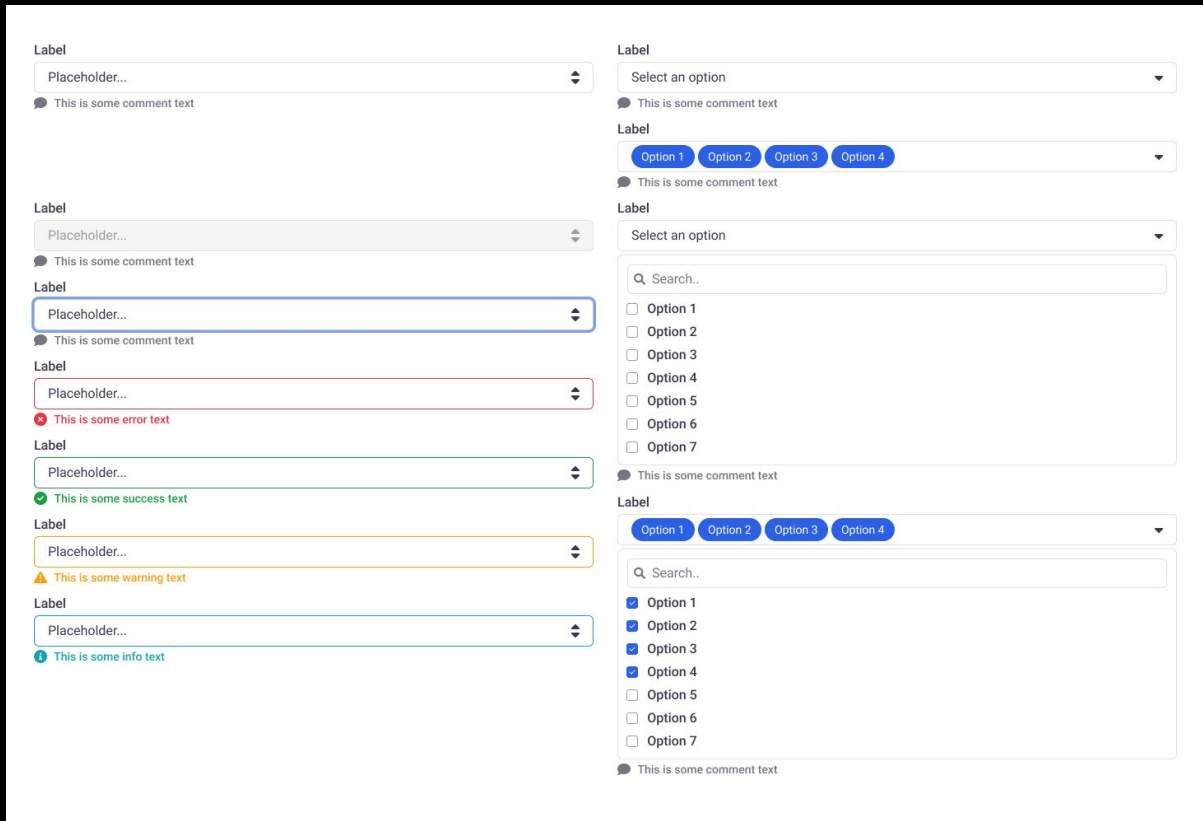 Label
Placeholder...
This is some comment text
Label
Placeholder...
This is some comment text
Label
Placeholder...
This is some comment text
Label
Placeholder...
This is some error text
Label
Placeholder...
This is some success text
Label
Placeholder...
This is some warning text
Label
Placeholder...
This is some info text
Label
Select an option
This is some comment text
Label
Option 1 Option 2 Option 3 Option 4
This is some comment text
Label
Select an option
Search..
Option 1
Option 2
Option 3
Option 4
Option 5
Option 6
Option 7
This is some comment text
Label
Option 1 Option 2 Option 3 Option 4
Search..
Option 1
Option 2
Option 3
Option 4
Option 5
Option 6
Option 7
This is some comment text